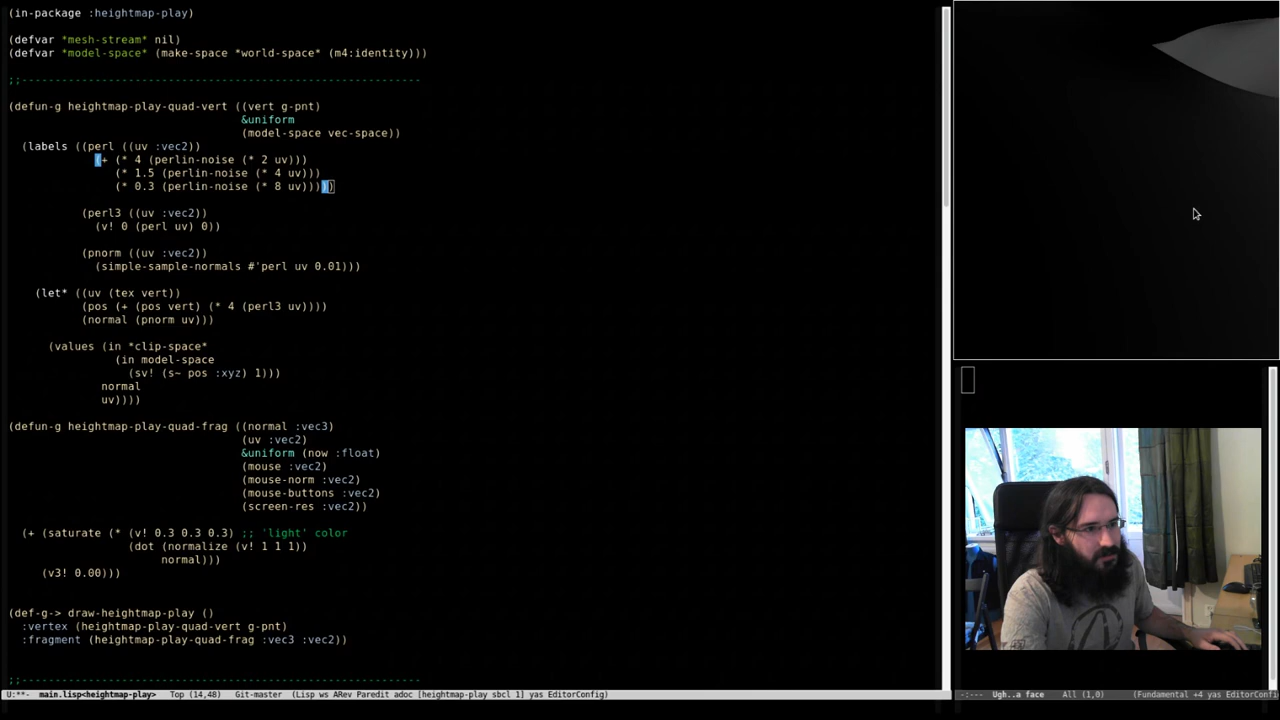 (in-package :heightmap-play)
(defvar *mesh-stream* nil)
(defvar *model-space* (make-space *world-space* (m4:identity)))
;;------------------------------------------------------------
(defun-g heightmap-play-quad-vert ((vert g-pnt)
&uniform
(model-space vec-space))
(labels ((perl ((uv :vec2))
(+ (* 4 (perlin-noise (* 2 uv)))
(* 1.5 (perlin-noise (* 4 uv)))
(* 0.3 (perlin-noise (* 8 uv)))))
(perl3 ((uv :vec2))
(v! 0 (perl uv) 0))
(pnorm ((uv :vec2))
(simple-sample-normals #'perl uv 0.01)))
(let* ((uv (tex vert))
(pos (+ (pos vert) (* 4 (perl3 uv))))
(normal (pnorm uv)))
(values (in *clip-space*
(in model-space
(sv! (s~ pos :xyz) 1)))
normal
uv))))
(defun-g heightmap-play-quad-frag ((normal :vec3)
(uv :vec2)
&uniform (now :float)
(mouse :vec2)
(mouse-norm :vec2)
(mouse-buttons :vec2)
(screen-res :vec2))
(+ (saturate (* (v! 0.3 0.3 0.3) ;; 'light' color
(dot (normalize (v! 1 1 1))
normal)))
(v3! 0.00)))
(def-g-> draw-heightmap-play ()
:vertex (heightmap-play-quad-vert g-pnt)
:fragment (heightmap-play-quad-frag :vec3 :vec2))
;;------------------------------------------------------------
U:**- main.lisp<heightmap-play> Top (14,48) Git-master (Lisp ws ARev Paredit adoc [heightmap-play sbcl 1] yas EditorConfig)
-:--- Ugh..a face All (1,0) (Fundamental +4 yas EditorConfi